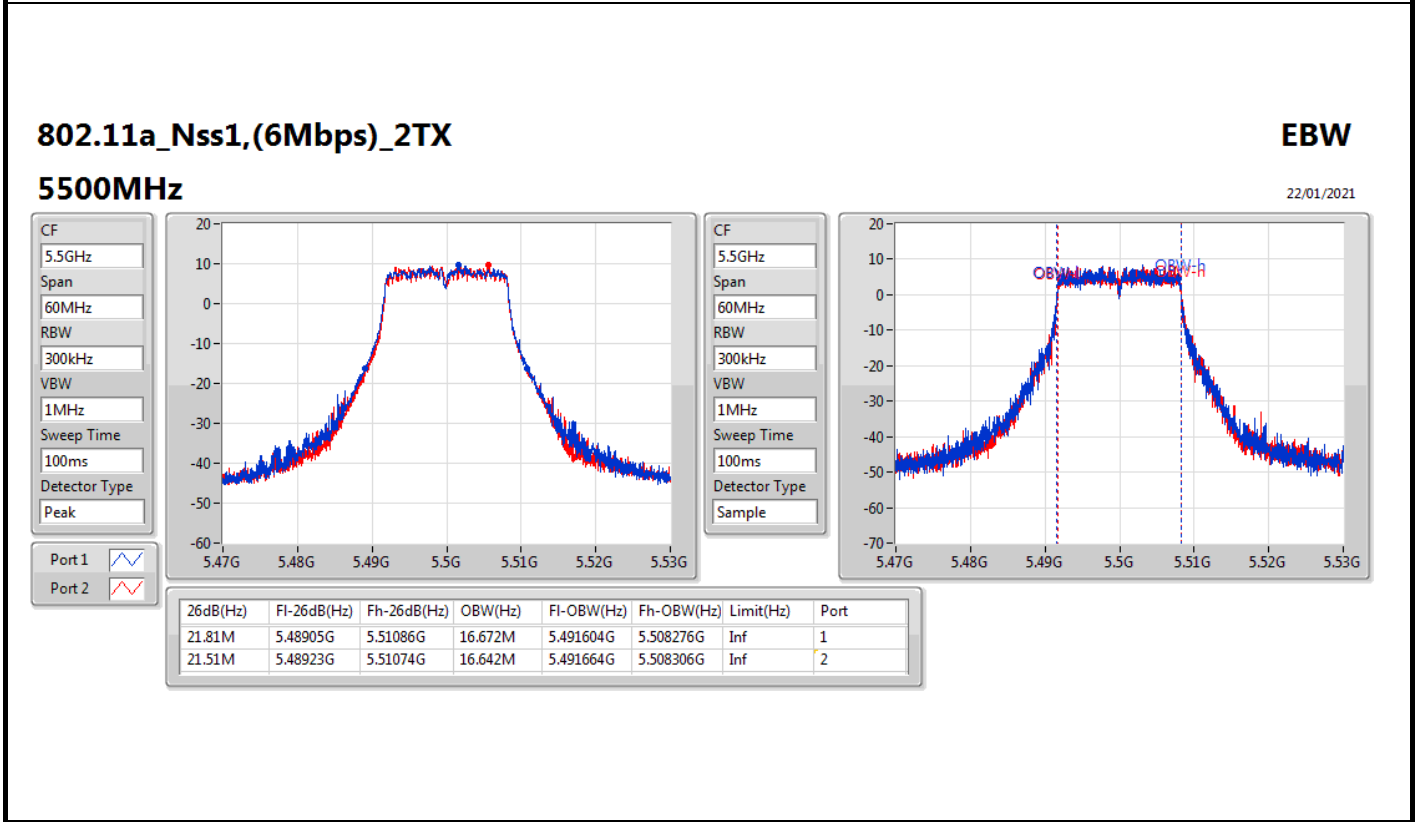 802.11a_Nss1,(6Mbps)_2TX EBW
5500MHz 22/01/2021
CF
5.5GHz
Span
60MHz
RBW
300kHz
VBW
1MHz
Sweep Time
100ms
Detector Type
Peak
Port 1
Port 2
20
10
0
-10
-20
-30
-40
-50
-60
5.47G 5.48G 5.49G 5.5G 5.51G 5.52G 5.53G
CF
5.5GHz
Span
60MHz
RBW
300kHz
VBW
1MHz
Sweep Time
100ms
Detector Type
Sample
20
10
0
-10
-20
-30
-40
-50
-60
-70
OBW-h
5.47G 5.48G 5.49G 5.5G 5.51G 5.52G 5.53G
26dB(Hz) Fl-26dB(Hz) Fh-26dB(Hz) OBW(Hz) Fl-OBW(Hz) Fh-OBW(Hz) Limit(Hz) Port
21.81M 5.48905G 5.51086G 16.672M 5.491604G 5.508276G Inf 1
21.51M 5.48923G 5.51074G 16.642M 5.491664G 5.508306G Inf 2